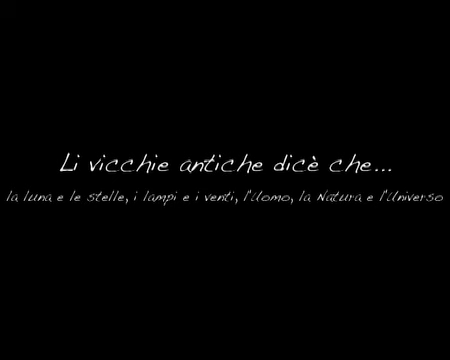 Li vicchie antiche dicè che...
la luna e le stelle, i lampi e i venti, l'Uomo, la Natura e l'Universo